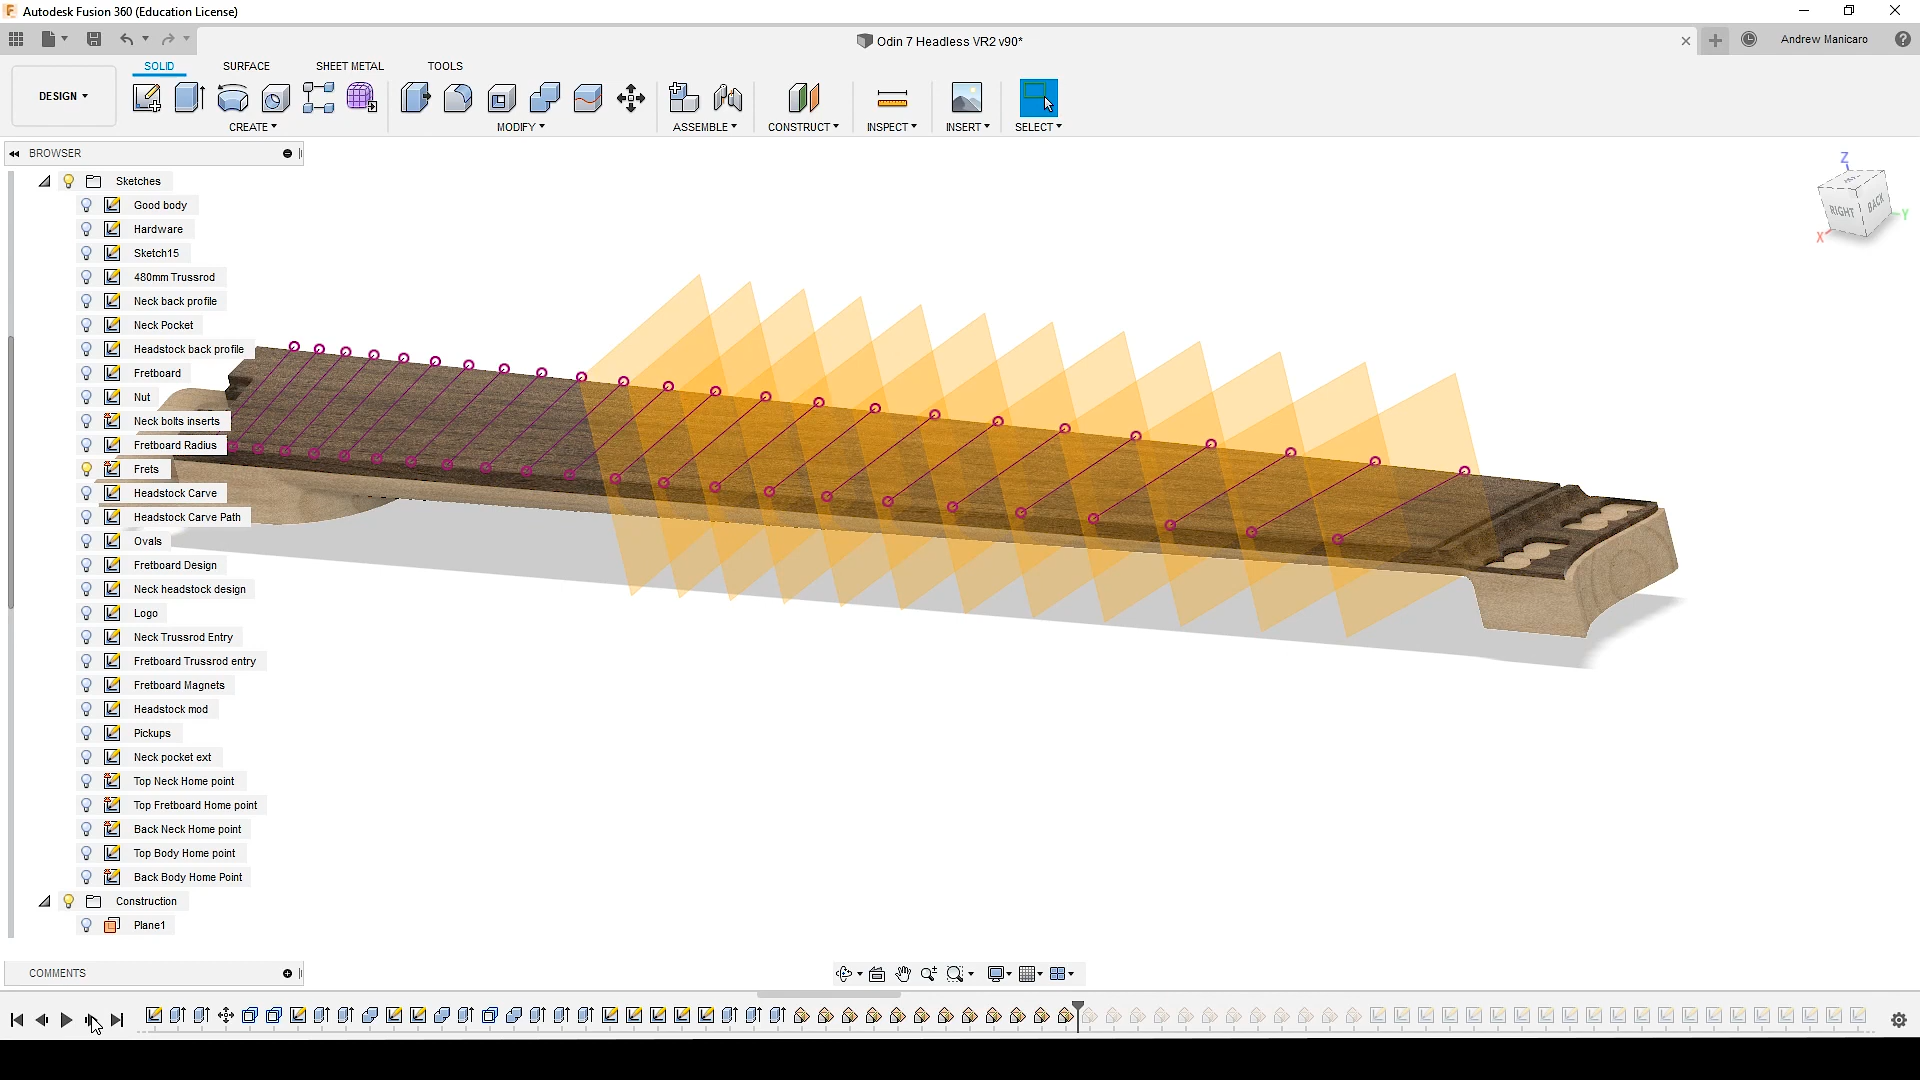 Autodesk Fusion 360 (Education License)
Odin 7 Headless VR2 v90*
Andrew Manicaro
SOLID SURFACE SHEET METAL TOOLS
DESIGN
CREATE MODIFY ASSEMBLE CONSTRUCT INSPECT INSERT SELECT
BROWSER
Sketches
Good body
Hardware
Sketch15
480mm Trussrod
Neck back profile
Neck Pocket
Headstock back profile
Fretboard
Nut
Neck bolts inserts
Fretboard Radius
Frets
Headstock Carve
Headstock Carve Path
Ovals
Fretboard Design
Neck headstock design
Logo
Neck Trussrod Entry
Fretboard Trussrod entry
Fretboard Magnets
Headstock mod
Pickups
Neck pocket ext
Top Neck Home point
Top Fretboard Home point
Back Neck Home point
Top Body Home point
Back Body Home Point
Construction
Plane1
Z
RIGHT BACK
Y
X
COMMENTS